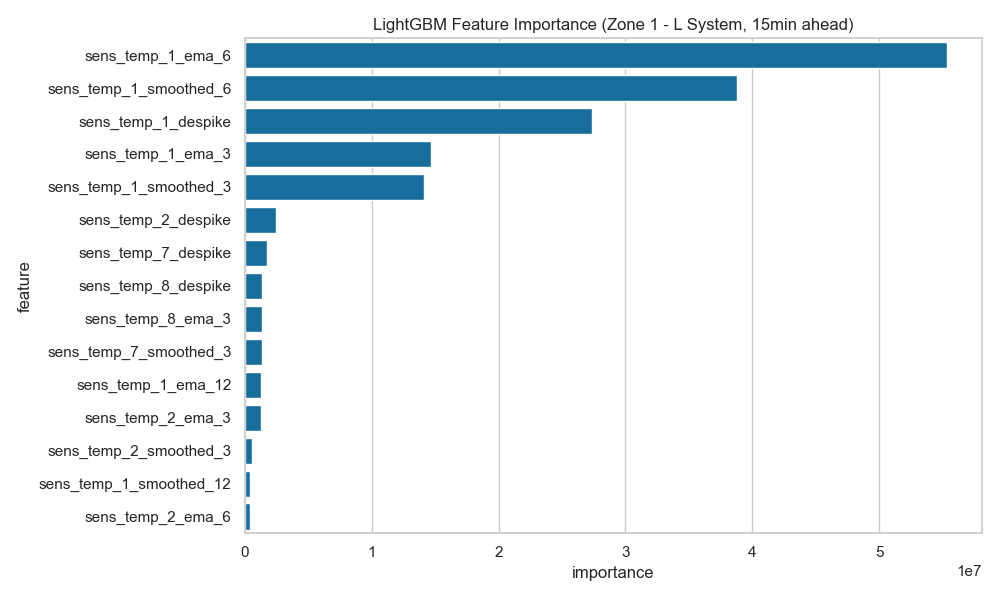 LightGBM Feature Importance (Zone 1 - L System, 15min ahead)
feature
sens_temp_1_ema_6
sens_temp_1_smoothed_6
sens_temp_1_despike
sens_temp_1_ema_3
sens_temp_1_smoothed_3
sens_temp_2_despike
sens_temp_7_despike
sens_temp_8_despike
sens_temp_8_ema_3
sens_temp_7_smoothed_3
sens_temp_1_ema_12
sens_temp_2_ema_3
sens_temp_2_smoothed_3
sens_temp_1_smoothed_12
sens_temp_2_ema_6
0 1 2 3 4 5
1e7
importance